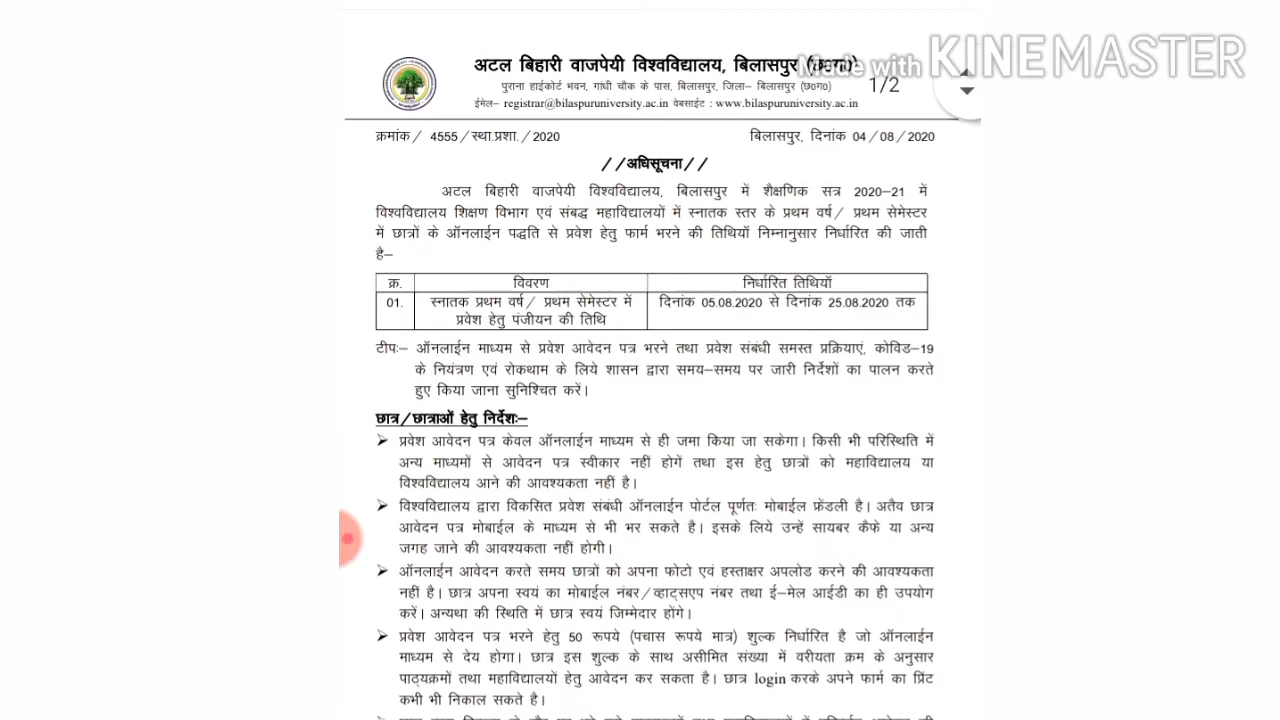 Made with KINEMASTER
अटल बिहारी वाजपेयी विश्वविद्यालय, बिलासपुर (छ0ग0)
पुराना हाईकोर्ट भवन, गांधी चौक के पास, बिलासपुर, जिला– बिलासपुर (छ0ग0)
1/2
ईमेल– registrar@bilaspuruniversity.ac.in वेबसाईट : www.bilaspuruniversity.ac.in
क्रमांक/ 4555/स्था.प्रशा./2020 बिलासपुर, दिनांक 04/08/2020
//अधिसूचना//
अटल बिहारी वाजपेयी विश्वविद्यालय, बिलासपुर में शैक्षणिक सत्र 2020–21 में
विश्वविद्यालय शिक्षण विभाग एवं संबद्ध महाविद्यालयों में स्नातक स्तर के प्रथम वर्ष/ प्रथम सेमेस्टर
में छात्रों के ऑनलाईन पद्धति से प्रवेश हेतु फार्म भरने की तिथियॉ निम्नानुसार निर्धारित की जाती
है–
क्र. विवरण निर्धारित तिथियॉ
01. स्नातक प्रथम वर्ष/ प्रथम सेमेस्टर में दिनांक 05.08.2020 से दिनांक 25.08.2020 तक
प्रवेश हेतु पंजीयन की तिथि
टीपः– ऑनलाईन माध्यम से प्रवेश आवेदन पत्र भरने तथा प्रवेश संबंधी समस्त प्रक्रियाएं, कोविड–19
के नियंत्रण एवं रोकथाम के लिये शासन द्वारा समय–समय पर जारी निर्देशों का पालन करते
हुए किया जाना सुनिश्चित करें।
छात्र/छात्राओं हेतु निर्देशः–
➢ प्रवेश आवेदन पत्र केवल ऑनलाईन माध्यम से ही जमा किया जा सकेगा। किसी भी परिस्थिति में
अन्य माध्यमों से आवेदन पत्र स्वीकार नहीं होगें तथा इस हेतु छात्रों को महाविद्यालय या
विश्वविद्यालय आने की आवश्यकता नहीं है।
➢ विश्वविद्यालय द्वारा विकसित प्रवेश संबंधी ऑनलाईन पोर्टल पूर्णतः मोबाईल फ्रेंडली है। अतैव छात्र
आवेदन पत्र मोबाईल के माध्यम से भी भर सकते है। इसके लिये उन्हें सायबर कैफे या अन्य
जगह जाने की आवश्यकता नहीं होगी।
➢ ऑनलाईन आवेदन करते समय छात्रों को अपना फोटो एवं हस्ताक्षर अपलोड करने की आवश्यकता
नहीं है। छात्र अपना स्वयं का मोबाईल नंबर/व्हाट्सएप नंबर तथा ई–मेल आईडी का ही उपयोग
करें। अन्यथा की स्थिति में छात्र स्वयं जिम्मेदार होंगे।
➢ प्रवेश आवेदन पत्र भरने हेतु 50 रूपये (पचास रूपये मात्र) शुल्क निर्धारित है जो ऑनलाईन
माध्यम से देय होगा। छात्र इस शुल्क के साथ असीमित संख्या में वरीयता क्रम के अनुसार
पाठ्यक्रमों तथा महाविद्यालयों हेतु आवेदन कर सकता है। छात्र login करके अपने फार्म का प्रिंट
कभी भी निकाल सकते है।